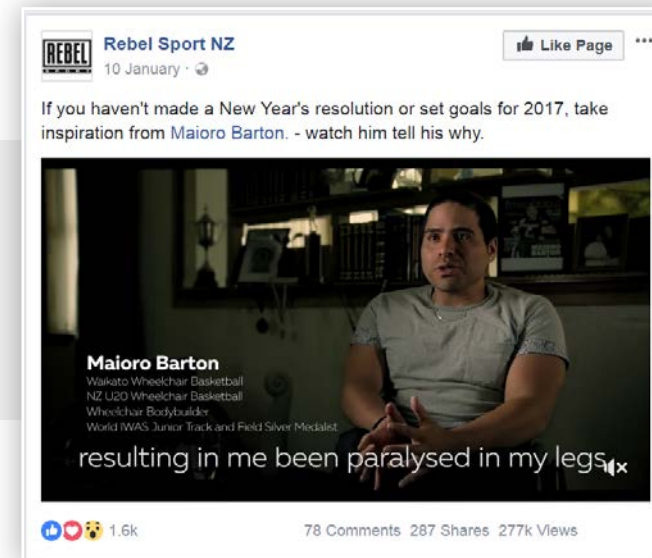 REBEL
SPORT
Rebel Sport NZ
10 January ·
Like Page
...
If you haven't made a New Year's resolution or set goals for 2017, take
inspiration from Maioro Barton. - watch him tell his why.
Maioro Barton
Waikato Wheelchair Basketball
NZ U20 Wheelchair Basketball
Wheelchair Bodybuilder
World IWAS Junior Track and Field Silver Medalist
resulting in me been paralysed in my legs
1.6k
78 Comments 287 Shares 277k Views